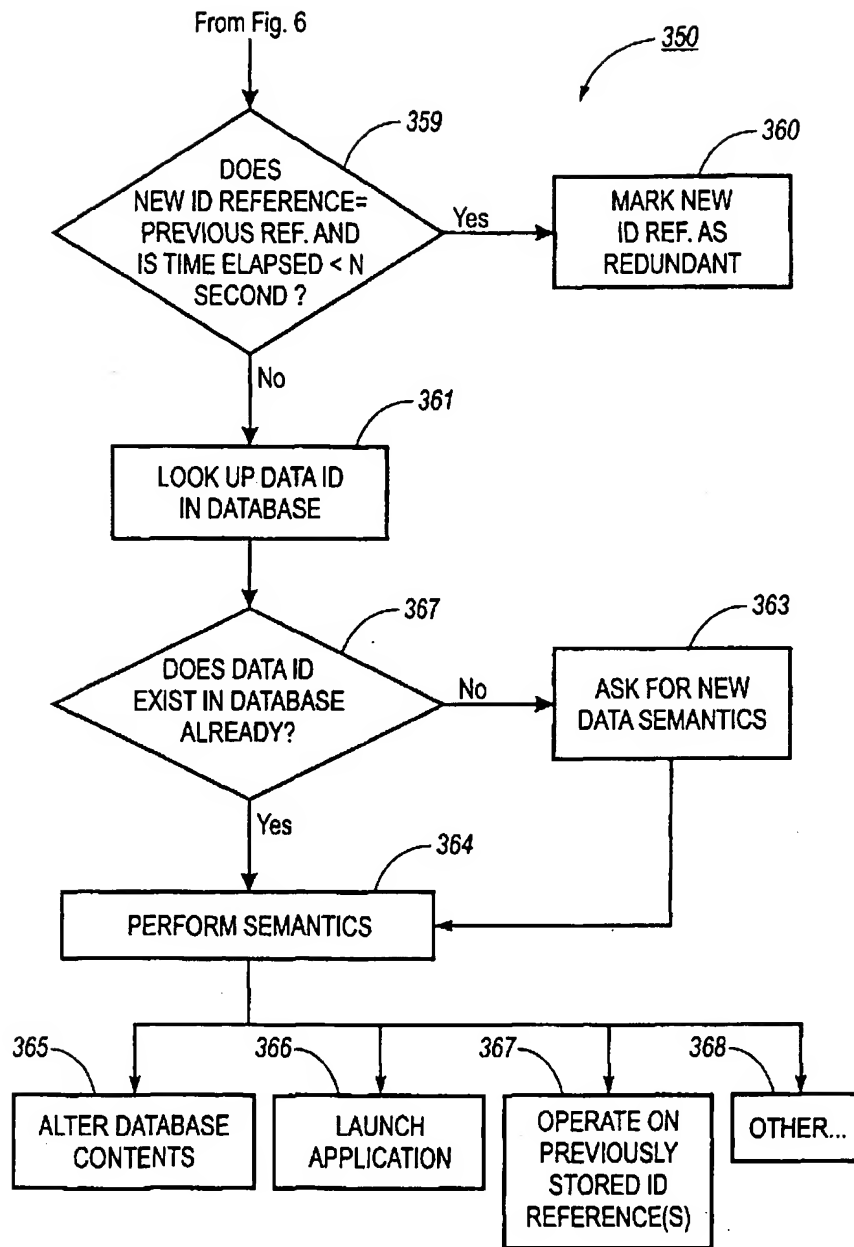 From Fig. 6
350
359
DOES
NEW ID REFERENCE=
PREVIOUS REF. AND
IS TIME ELAPSED < N
SECOND ?
Yes
360
MARK NEW
ID REF. AS
REDUNDANT
No
361
LOOK UP DATA ID
IN DATABASE
367
DOES DATA ID
EXIST IN DATABASE
ALREADY?
No
363
ASK FOR NEW
DATA SEMANTICS
Yes
364
PERFORM SEMANTICS
365
ALTER DATABASE
CONTENTS
366
LAUNCH
APPLICATION
367
OPERATE ON
PREVIOUSLY
STORED ID
REFERENCE(S)
368
OTHER...